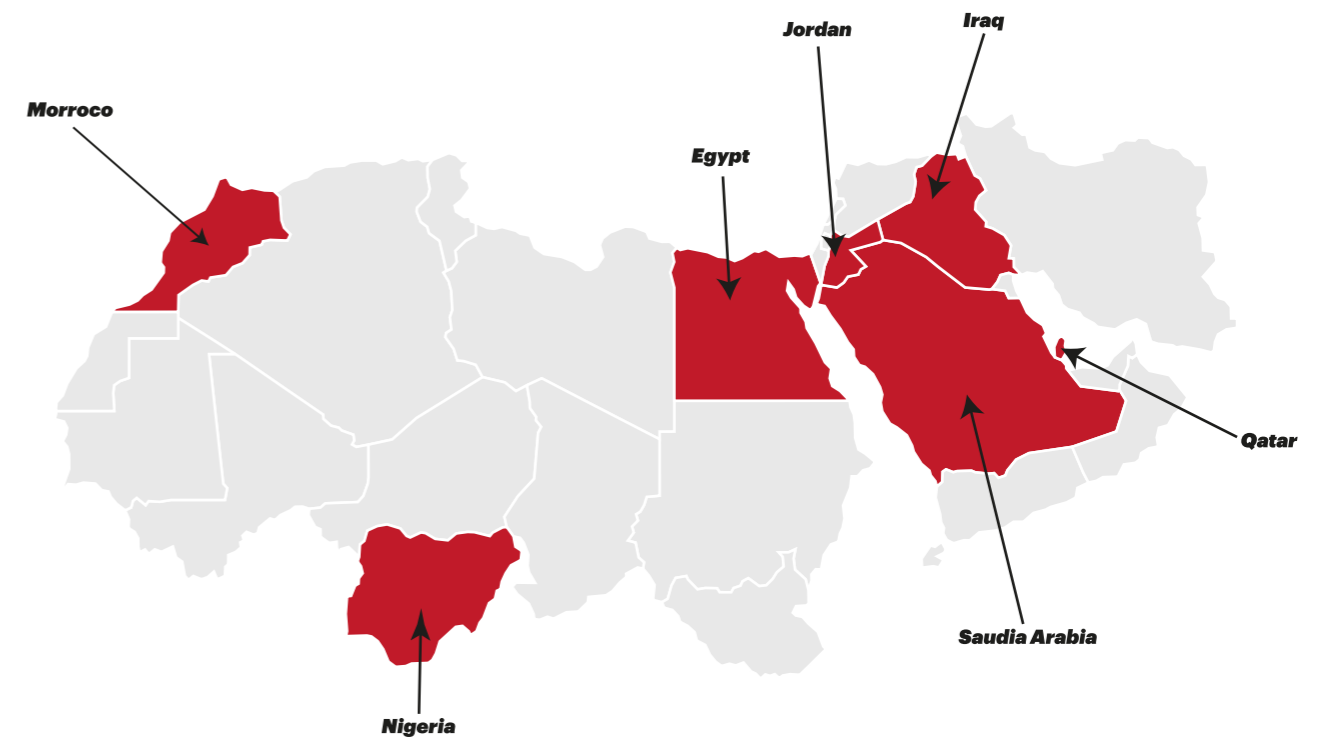 Iraq
Jordan
Morroco
Egypt
Qatar
Saudia Arabia
Nigeria